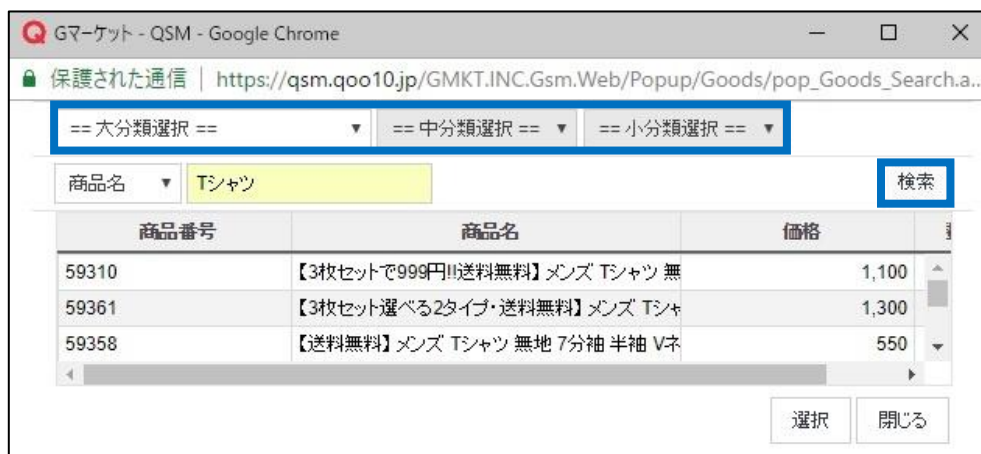 Gマーケット - QSM - Google Chrome
保護された通信 | https://qsm.qoo10.jp/GMKT.INC.Gsm.Web/Popup/Goods/pop_Goods_Search.a...
== 大分類選択 == ▼ == 中分類選択 == ▼ == 小分類選択 == ▼
商品名 ▼ Tシャツ 検索
商品番号 商品名 価格
59310 【3枚セットで999円!!送料無料】メンズ Tシャツ 無 1,100
59361 【3枚セット選べる2タイプ・送料無料】メンズ Tシャ 1,300
59358 【送料無料】メンズ Tシャツ 無地 7分袖 半袖 Vネ 550
選択 閉じる